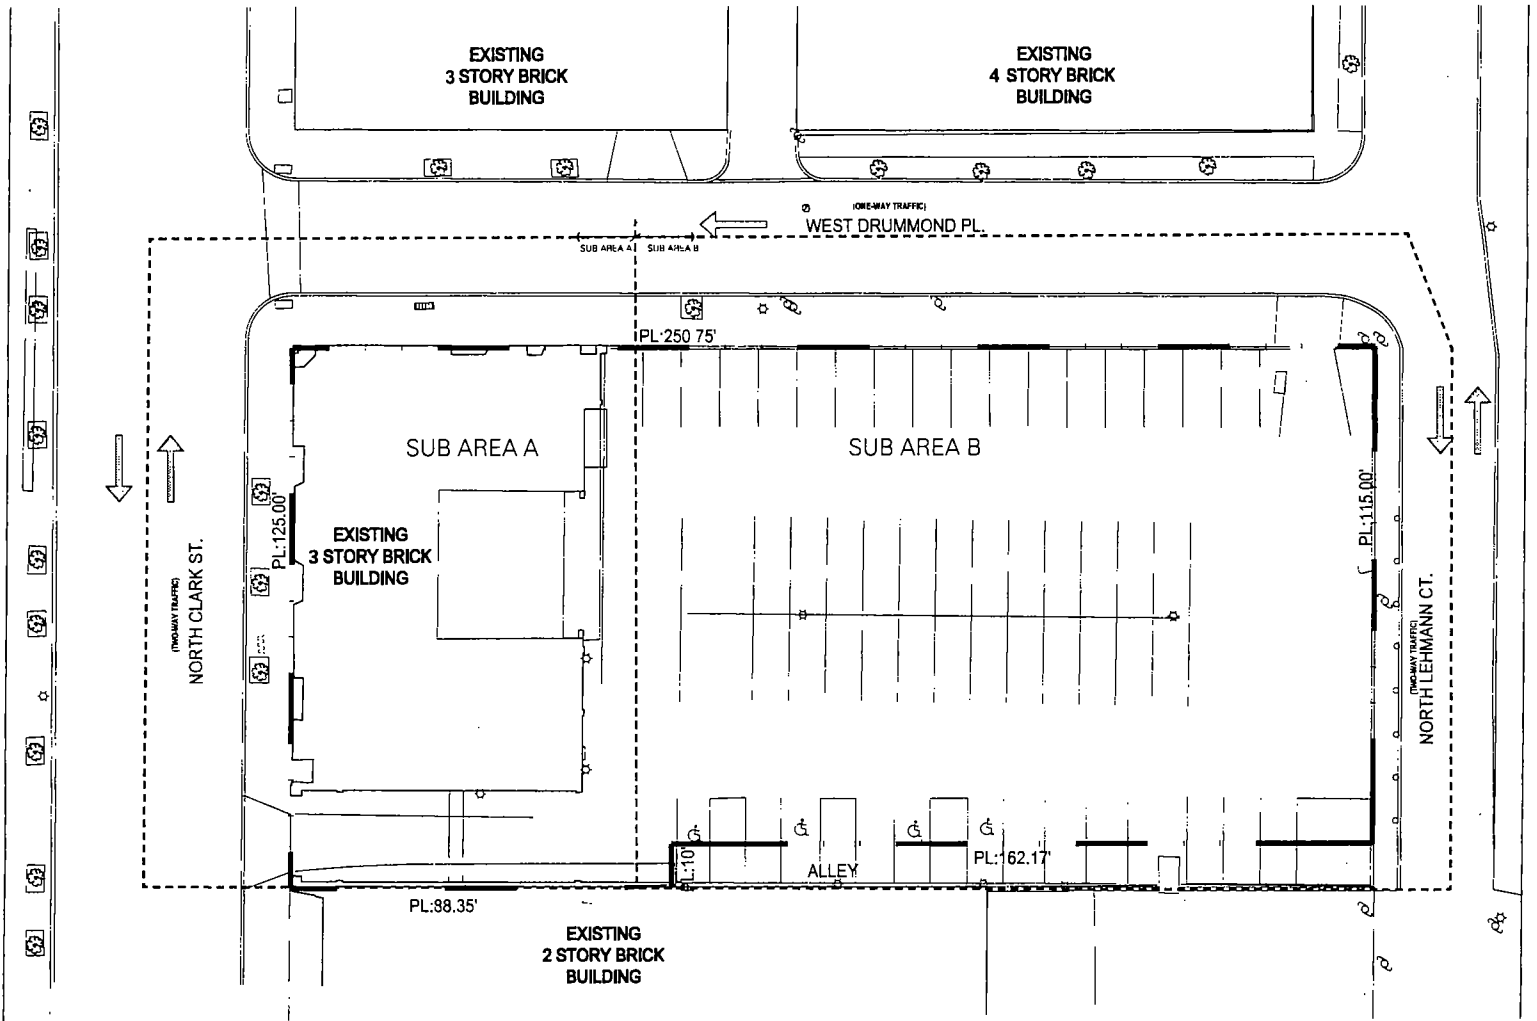 EXISTING
3 STORY BRICK
BUILDING
EXISTING
4 STORY BRICK
BUILDING
(ONE-WAY TRAFFIC)
WEST DRUMMOND PL.
SUB AREA A
SUB AREA B
PL:250 75'
SUB AREA A
SUB AREA B
PL:125.00'
PL:115.00'
EXISTING
3 STORY BRICK
BUILDING
(TWO-WAY TRAFFIC)
NORTH CLARK ST.
(TWO-WAY TRAFFIC)
NORTH LEHMANN CT.
L:10'
ALLEY
PL:162.17'
PL:88.35'
EXISTING
2 STORY BRICK
BUILDING